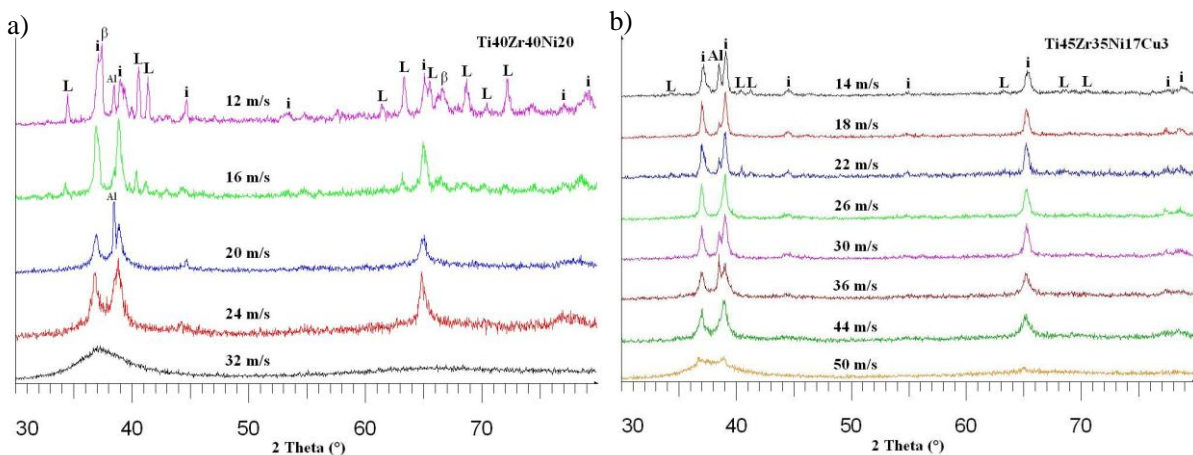 a)
Ti40Zr40Ni20
L i β Al i L L i i L L i L β L L L i i
12 m/s
16 m/s
Al
20 m/s
24 m/s
32 m/s
30 40 50 60 70
2 Theta (°)
b)
Ti45Zr35Ni17Cu3
L i Al i L L i i L i L L i i
14 m/s
18 m/s
22 m/s
26 m/s
30 m/s
36 m/s
44 m/s
50 m/s
30 40 50 60 70
2 Theta (°)